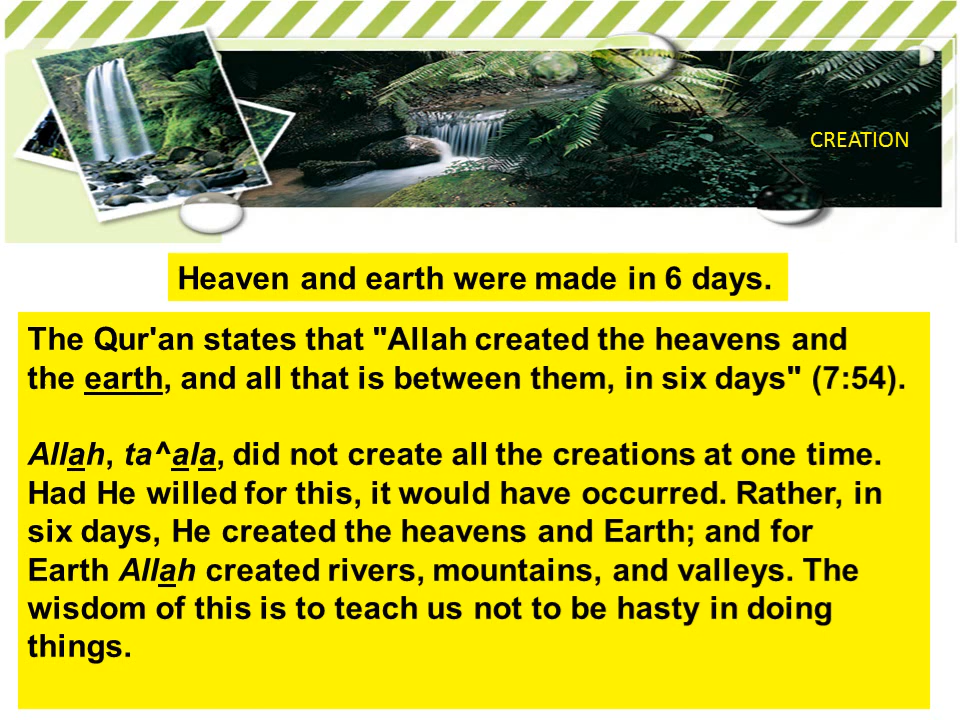 CREATION
Heaven and earth were made in 6 days.
The Qur'an states that "Allah created the heavens and
the earth, and all that is between them, in six days" (7:54).
Allah, ta^ala, did not create all the creations at one time.
Had He willed for this, it would have occurred. Rather, in
six days, He created the heavens and Earth; and for
Earth Allah created rivers, mountains, and valleys. The
wisdom of this is to teach us not to be hasty in doing
things.